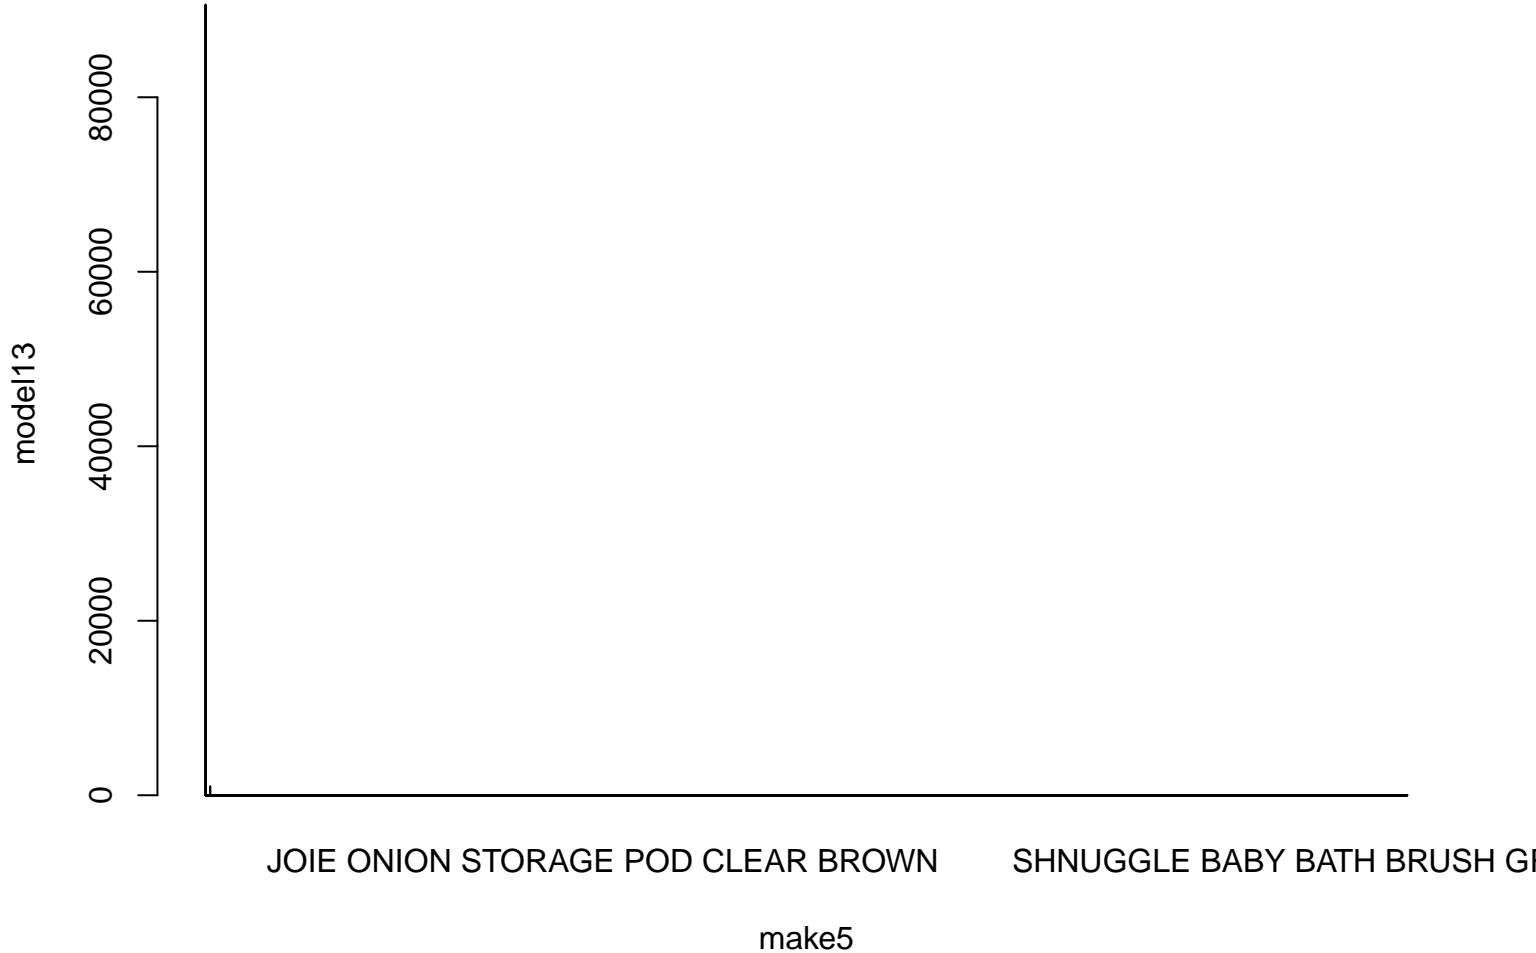 80000
60000
40000
20000
0
model13
JOIE ONION STORAGE POD CLEAR BROWN
SHNUGGLE BABY BATH BRUSH
make5